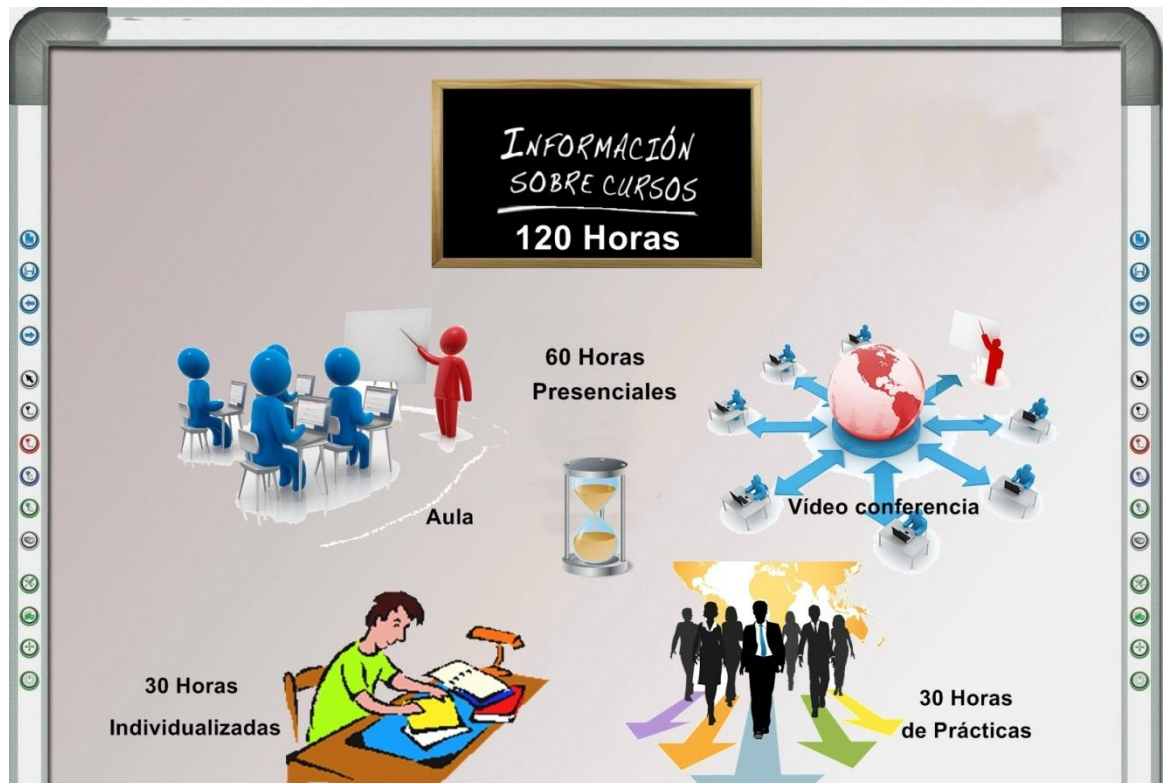 INFORMACIÓN
SOBRE CURSOS
120 Horas
60 Horas
Presenciales
Aula
Vídeo conferencia
30 Horas
Individualizadas
30 Horas
de Prácticas